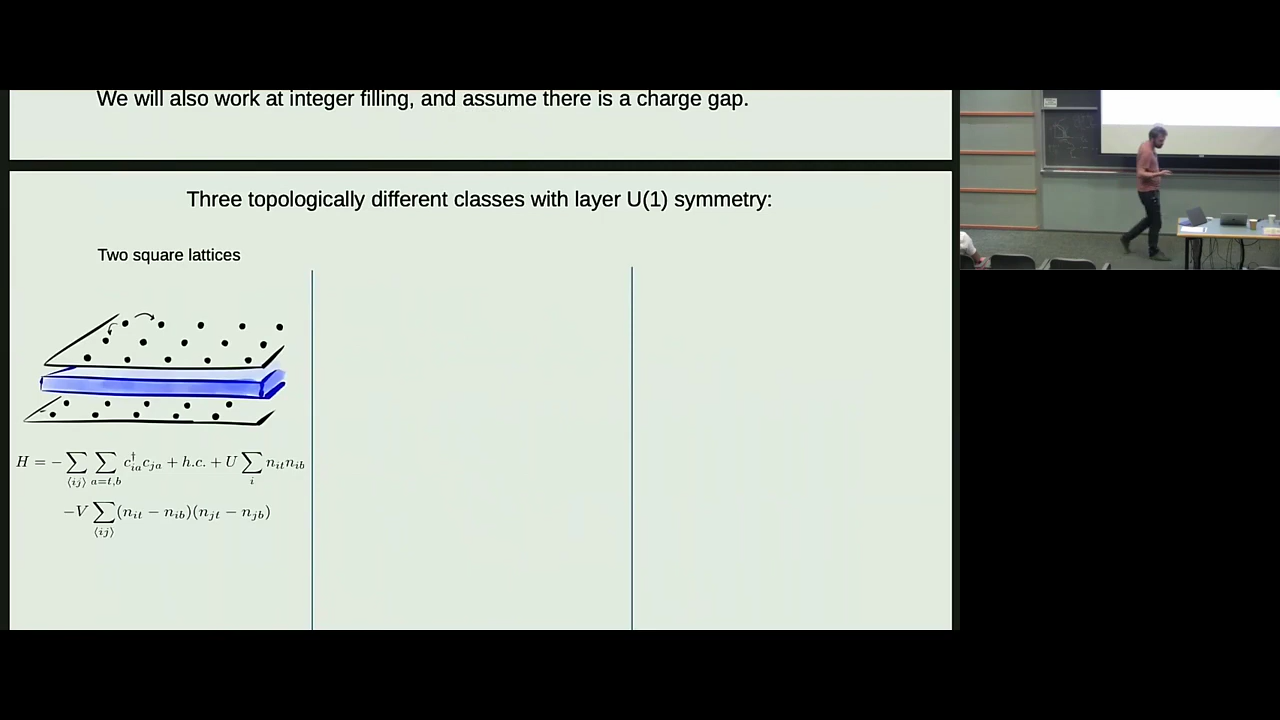 We will also work at integer filling, and assume there is a charge gap.
Three topologically different classes with layer U(1) symmetry:
Two square lattices
$H = -\sum_{\langle ij \rangle} \sum_{a=t,b} c^{\dagger}_{ia} c_{ja} + h.c. + U \sum_i n_{it} n_{ib}$
$-V \sum_{\langle ij \rangle} (n_{it} - n_{ib})(n_{jt} - n_{jb})$